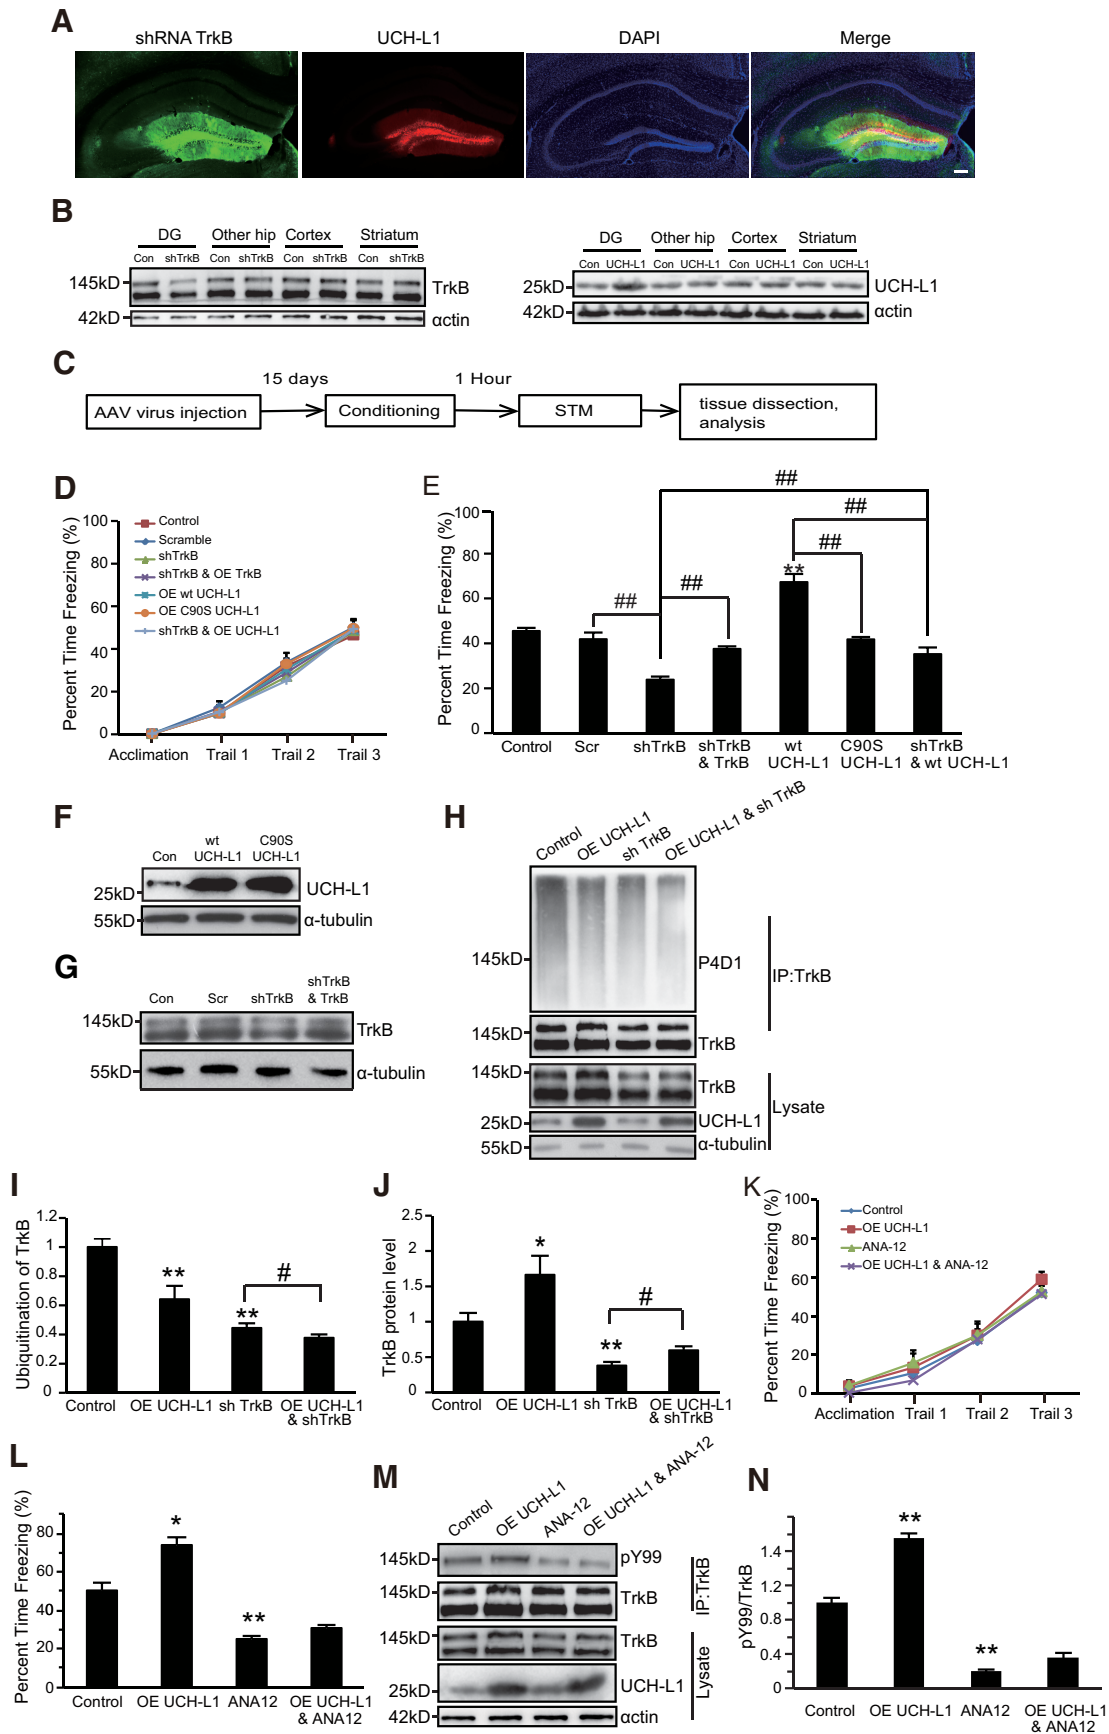 A
shRNA TrkB UCH-L1 DAPI Merge
B
DG Other hip Cortex Striatum
Con shTrkB Con shTrkB Con shTrkB Con shTrkB
145kD TrkB
42kD αctin
DG Other hip Cortex Striatum
Con UCH-L1 Con UCH-L1 Con UCH-L1 Con UCH-L1
25kD UCH-L1
42kD αctin
C
15 days 1 Hour
AAV virus injection Conditioning STM tissue dissection,
analysis
D
Percent Time Freezing (%)
100
80
60
40
20
0
Control
Scramble
shTrkB
shTrkB & OE TrkB
OE wt UCH-L1
OE C90S UCH-L1
shTrkB & OE UCH-L1
Acclimation Trail 1 Trail 2 Trail 3
E
Percent Time Freezing (%)
100
80
60
40
20
0
##
##
##
**
##
##
Control Scr shTrkB shTrkB & TrkB wt UCH-L1 C90S UCH-L1 shTrkB & wt UCH-L1
F
Con wt UCH-L1 C90S UCH-L1
25kD UCH-L1
55kD α-tubulin
G
Con Scr shTrkB shTrkB & TrkB
145kD TrkB
55kD α-tubulin
H
Control OE UCH-L1 sh TrkB OE UCH-L1 & sh TrkB
145kD P4D1
145kD TrkB
IP:TrkB
145kD TrkB
25kD UCH-L1
55kD α-tubulin
Lysate
I
Ubiquitination of TrkB
1.2
1
0.8
0.6
0.4
0.2
0
**
**
#
Control OE UCH-L1 sh TrkB OE UCH-L1 & shTrkB
J
TrkB protein level
2.5
2
1.5
1
0.5
0
*
**
#
Control OE UCH-L1 sh TrkB OE UCH-L1 & shTrkB
K
Percent Time Freezing (%)
100
80
60
40
20
0
Control
OE UCH-L1
ANA-12
OE UCH-L1 & ANA-12
Acclimation Trail 1 Trail 2 Trail 3
L
Percent Time Freezing (%)
80
60
40
20
0
*
**
Control OE UCH-L1 ANA12 OE UCH-L1 & ANA12
M
Control OE UCH-L1 ANA-12 OE UCH-L1 & ANA-12
145kD pY99
145kD TrkB
IP:TrkB
145kD TrkB
25kD UCH-L1
42kD actin
Lysate
N
pY99/TrkB
1.4
1.2
0.8
0.4
0
**
**
Control OE UCH-L1 ANA12 OE UCH-L1 & ANA12